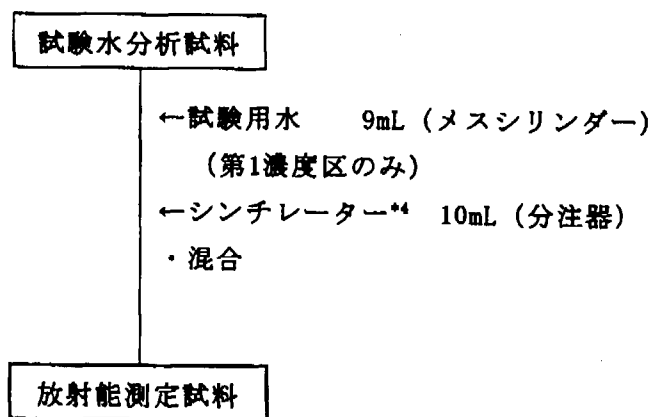 試験水分析試料
←試験用水　9mL（メスシリンダー）
（第1濃度区のみ）
←シンチレーター*4　10mL（分注器）
・混合
放射能測定試料